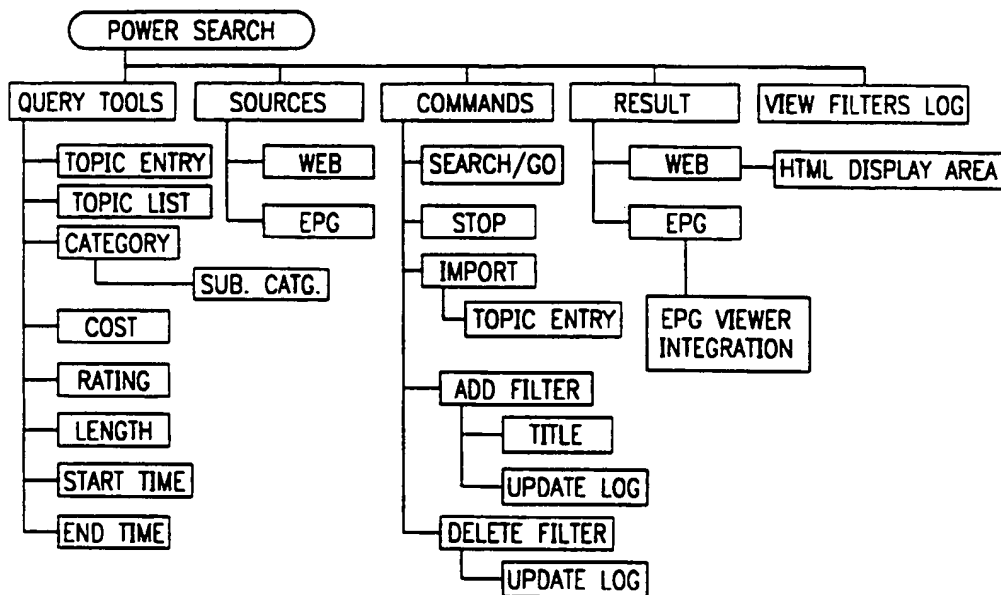 POWER SEARCH
QUERY TOOLS
SOURCES
COMMANDS
RESULT
VIEW FILTERS LOG
TOPIC ENTRY
TOPIC LIST
CATEGORY
SUB. CATG.
COST
RATING
LENGTH
START TIME
END TIME
WEB
EPG
SEARCH/GO
STOP
IMPORT
TOPIC ENTRY
ADD FILTER
TITLE
UPDATE LOG
DELETE FILTER
UPDATE LOG
WEB
HTML DISPLAY AREA
EPG
EPG VIEWER
INTEGRATION